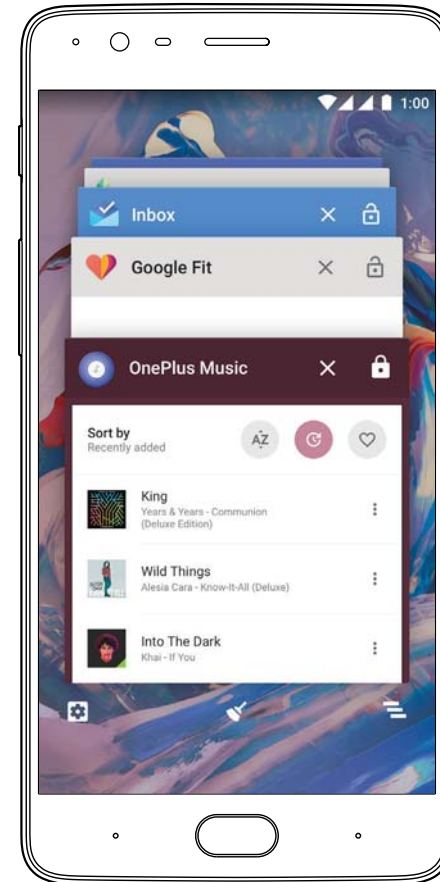 1:00
Inbox
Google Fit
OnePlus Music
Sort by
Recently added
AZ
King
Years & Years - Communion
(Deluxe Edition)
Wild Things
Alesia Cara - Know-It-All (Deluxe)
Into The Dark
Khai - If You